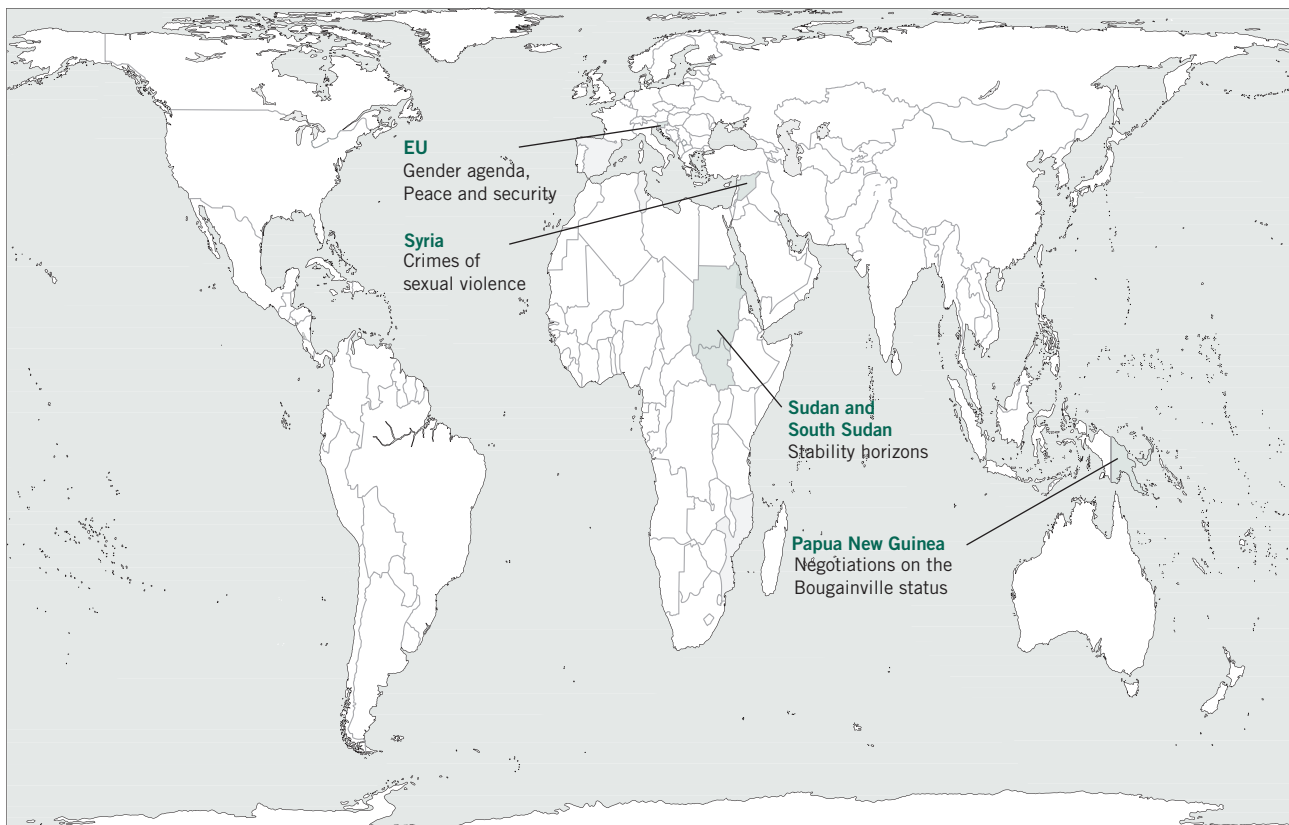 EU
Gender agenda,
Peace and security
Syria
Crimes of
sexual violence
Sudan and
South Sudan
Stability horizons
Papua New Guinea
Negotiations on the
Bougainville status